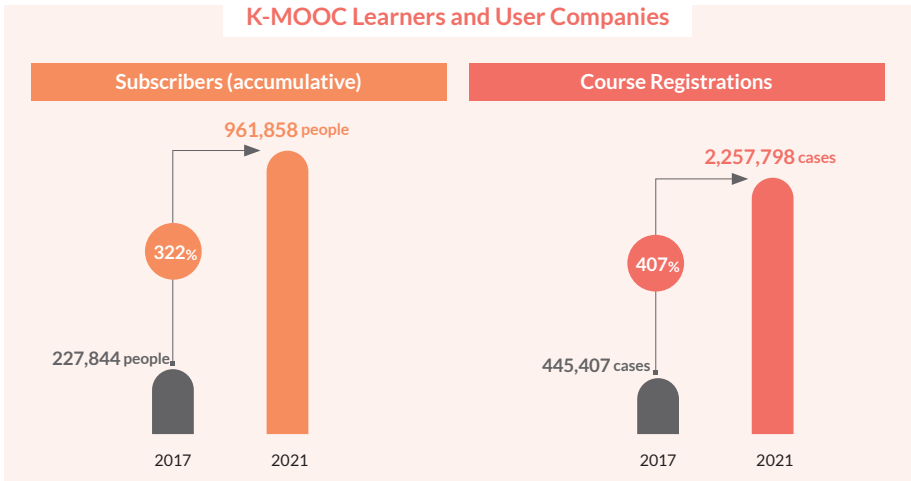 K-MOOC Learners and User Companies
Subscribers (accumulative)
961,858 people
322%
227,844 people
2017 2021
Course Registrations
2,257,798 cases
407%
445,407 cases
2017 2021